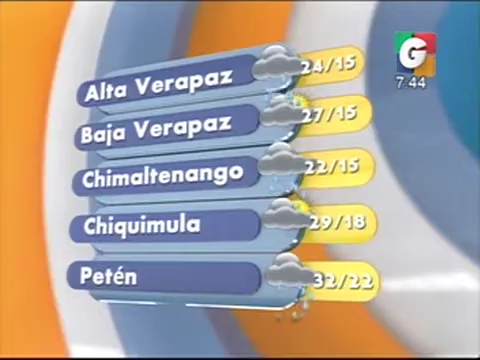 G
7:44
Alta Verapaz 24/15
Baja Verapaz 27/15
Chimaltenango 22/15
Chiquimula 29/18
Petén 32/22